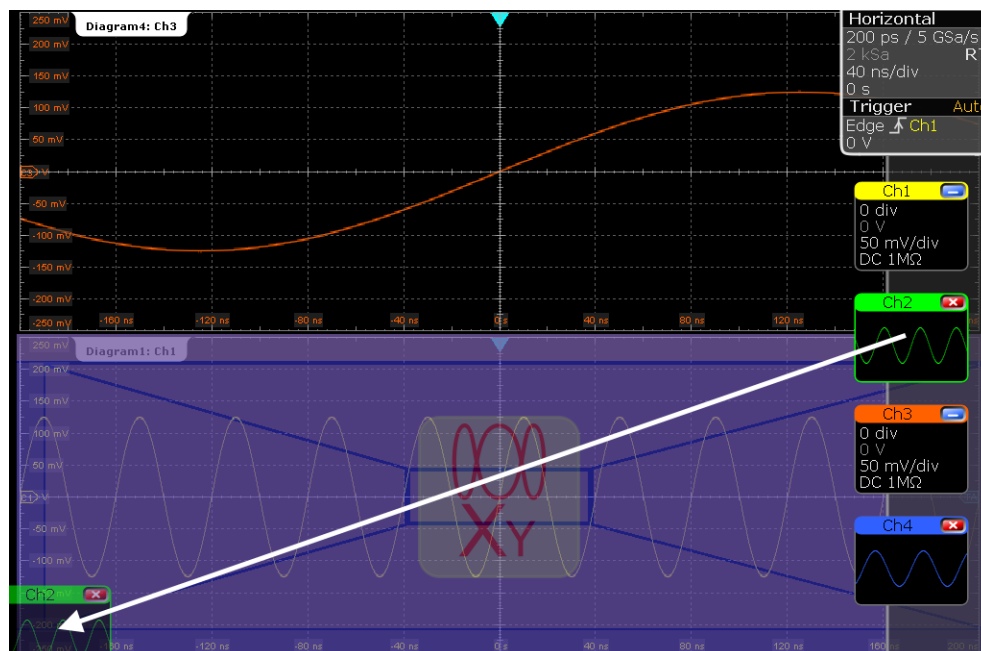 250 mV
Diagram4: Ch3
200 mV
150 mV
100 mV
50 mV
-50 mV
-100 mV
-150 mV
-200 mV
-250 mV
-160 ns
-120 ns
-80 ns
-40 ns
0 s
40 ns
80 ns
120 ns
Horizontal
200 ps / 5 GSa/s
2 kSa
40 ns/div
0 s
Trigger
Edge Ch1
0 V
Ch1
0 div
0 V
50 mV/div
DC 1MΩ
Ch2
Ch3
0 div
0 V
50 mV/div
DC 1MΩ
Ch4
250 mV
Diagram1: Ch1
200 mV
150 mV
100 mV
50 mV
-50 mV
-100 mV
XY
Ch2
-120 ns
-80 ns
-40 ns
0 s
40 ns
80 ns
120 ns
200 ns